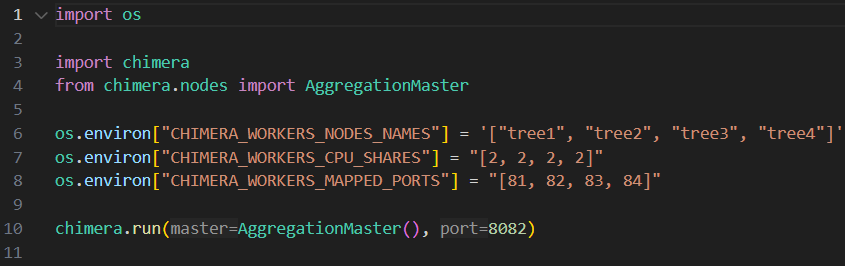 1 import os
2
3 import chimera
4 from chimera.nodes import AggregationMaster
5
6 os.environ["CHIMERA_WORKERS_NODES_NAMES"] = '["tree1", "tree2", "tree3", "tree4"]'
7 os.environ["CHIMERA_WORKERS_CPU_SHARES"] = "[2, 2, 2, 2]"
8 os.environ["CHIMERA_WORKERS_MAPPED_PORTS"] = "[81, 82, 83, 84]"
9
10 chimera.run(master=AggregationMaster(), port=8082)
11